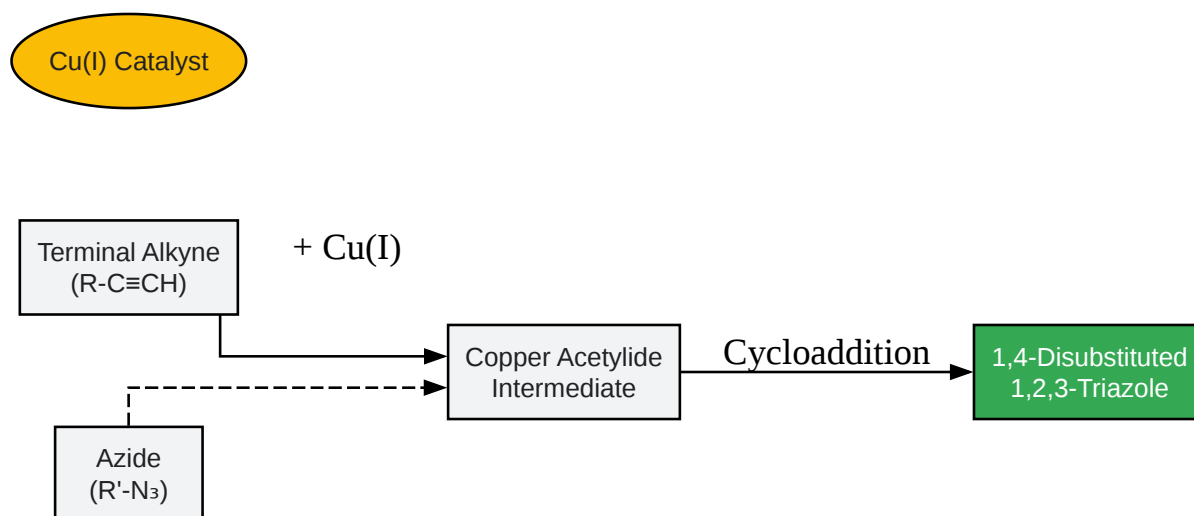 Cu(I) Catalyst
Terminal Alkyne
(R-C≡CH)
+ Cu(I)
Copper Acetylide
Intermediate
Cycloaddition
1,4-Disubstituted
1,2,3-Triazole
Azide
(R'-N₃)